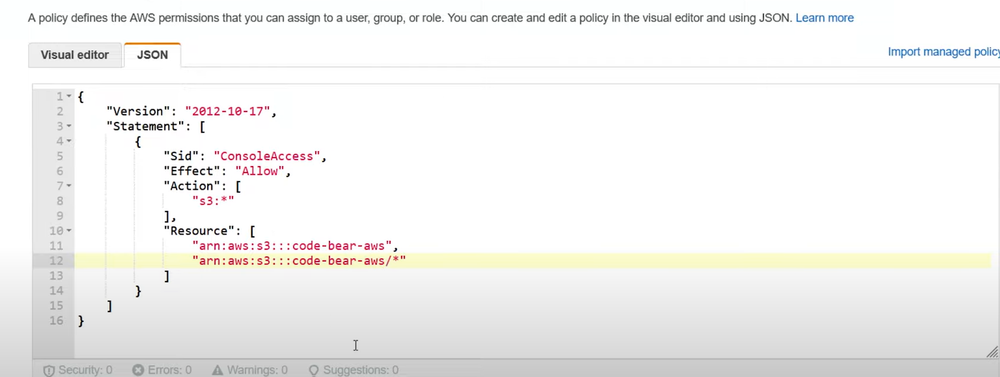 A policy defines the AWS permissions that you can assign to a user, group, or role. You can create and edit a policy in the visual editor and using JSON. Learn more
Visual editor JSON
Import managed policy
1 {
2 "Version": "2012-10-17",
3 "Statement": [
4 {
5 "Sid": "ConsoleAccess",
6 "Effect": "Allow",
7 "Action": [
8 "s3:*"
9 ],
10 "Resource": [
11 "arn:aws:s3:::code-bear-aws",
12 "arn:aws:s3:::code-bear-aws/*"
13 ]
14 }
15 ]
16 }
Security: 0 Errors: 0 Warnings: 0 Suggestions: 0